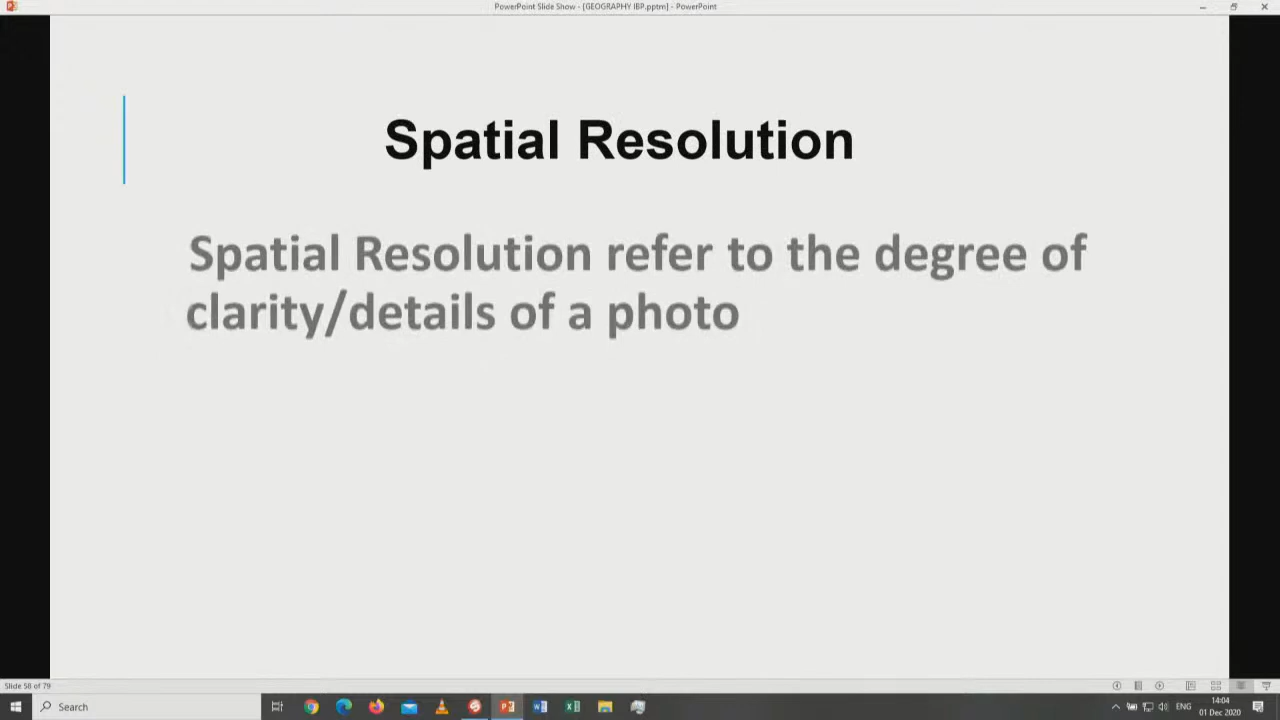 PowerPoint Slide Show - [GEOGRAPHY IBP.pptm] - PowerPoint
Spatial Resolution
Spatial Resolution refer to the degree of
clarity/details of a photo
Slide 58 of 79
Search
ENG
14:04
01 Dec 2020